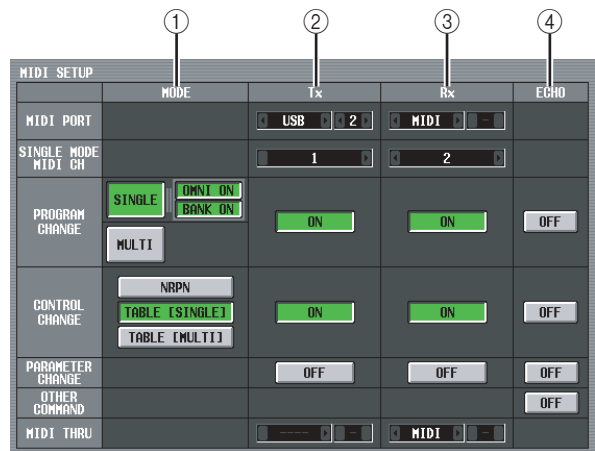 ① ② ③ ④
MIDI SETUP
MODE Tx Rx ECHO
MIDI PORT USB 2 MIDI -
SINGLE MODE
MIDI CH 1 2
PROGRAM
CHANGE
SINGLE
OMNI ON
BANK ON
MULTI
ON ON OFF
CONTROL
CHANGE
NRPN
TABLE [SINGLE]
TABLE [MULTI]
ON ON OFF
PARAMETER
CHANGE
OFF OFF OFF
OTHER
COMMAND
OFF
MIDI THRU ---- - MIDI -